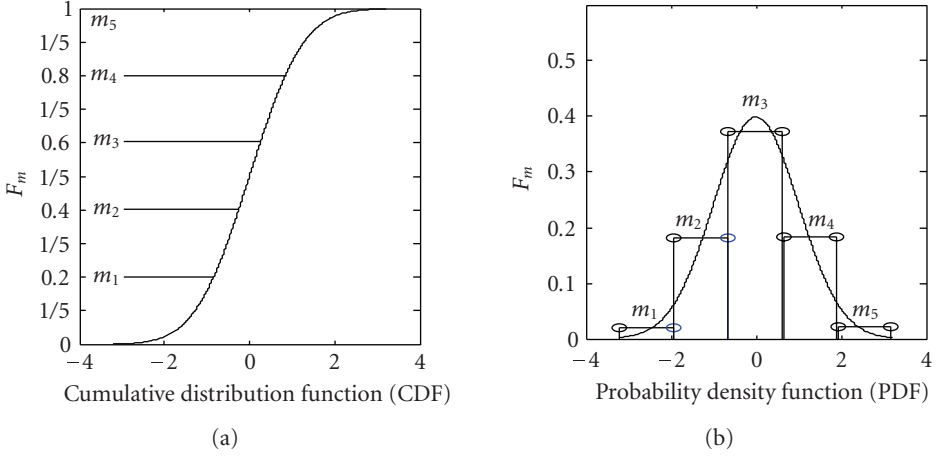 1
m5
1/5
0.8
m4
1/5
0.6
m3
Fm
1/5
0.4
m2
1/5
0.2
m1
1/5
0
−4 −2 0 2 4
Cumulative distribution function (CDF)
(a)
0.5
0.4
m3
0.3
Fm
0.2
m2
m4
0.1
m1
m5
0
−4 −2 0 2 4
Probability density function (PDF)
(b)